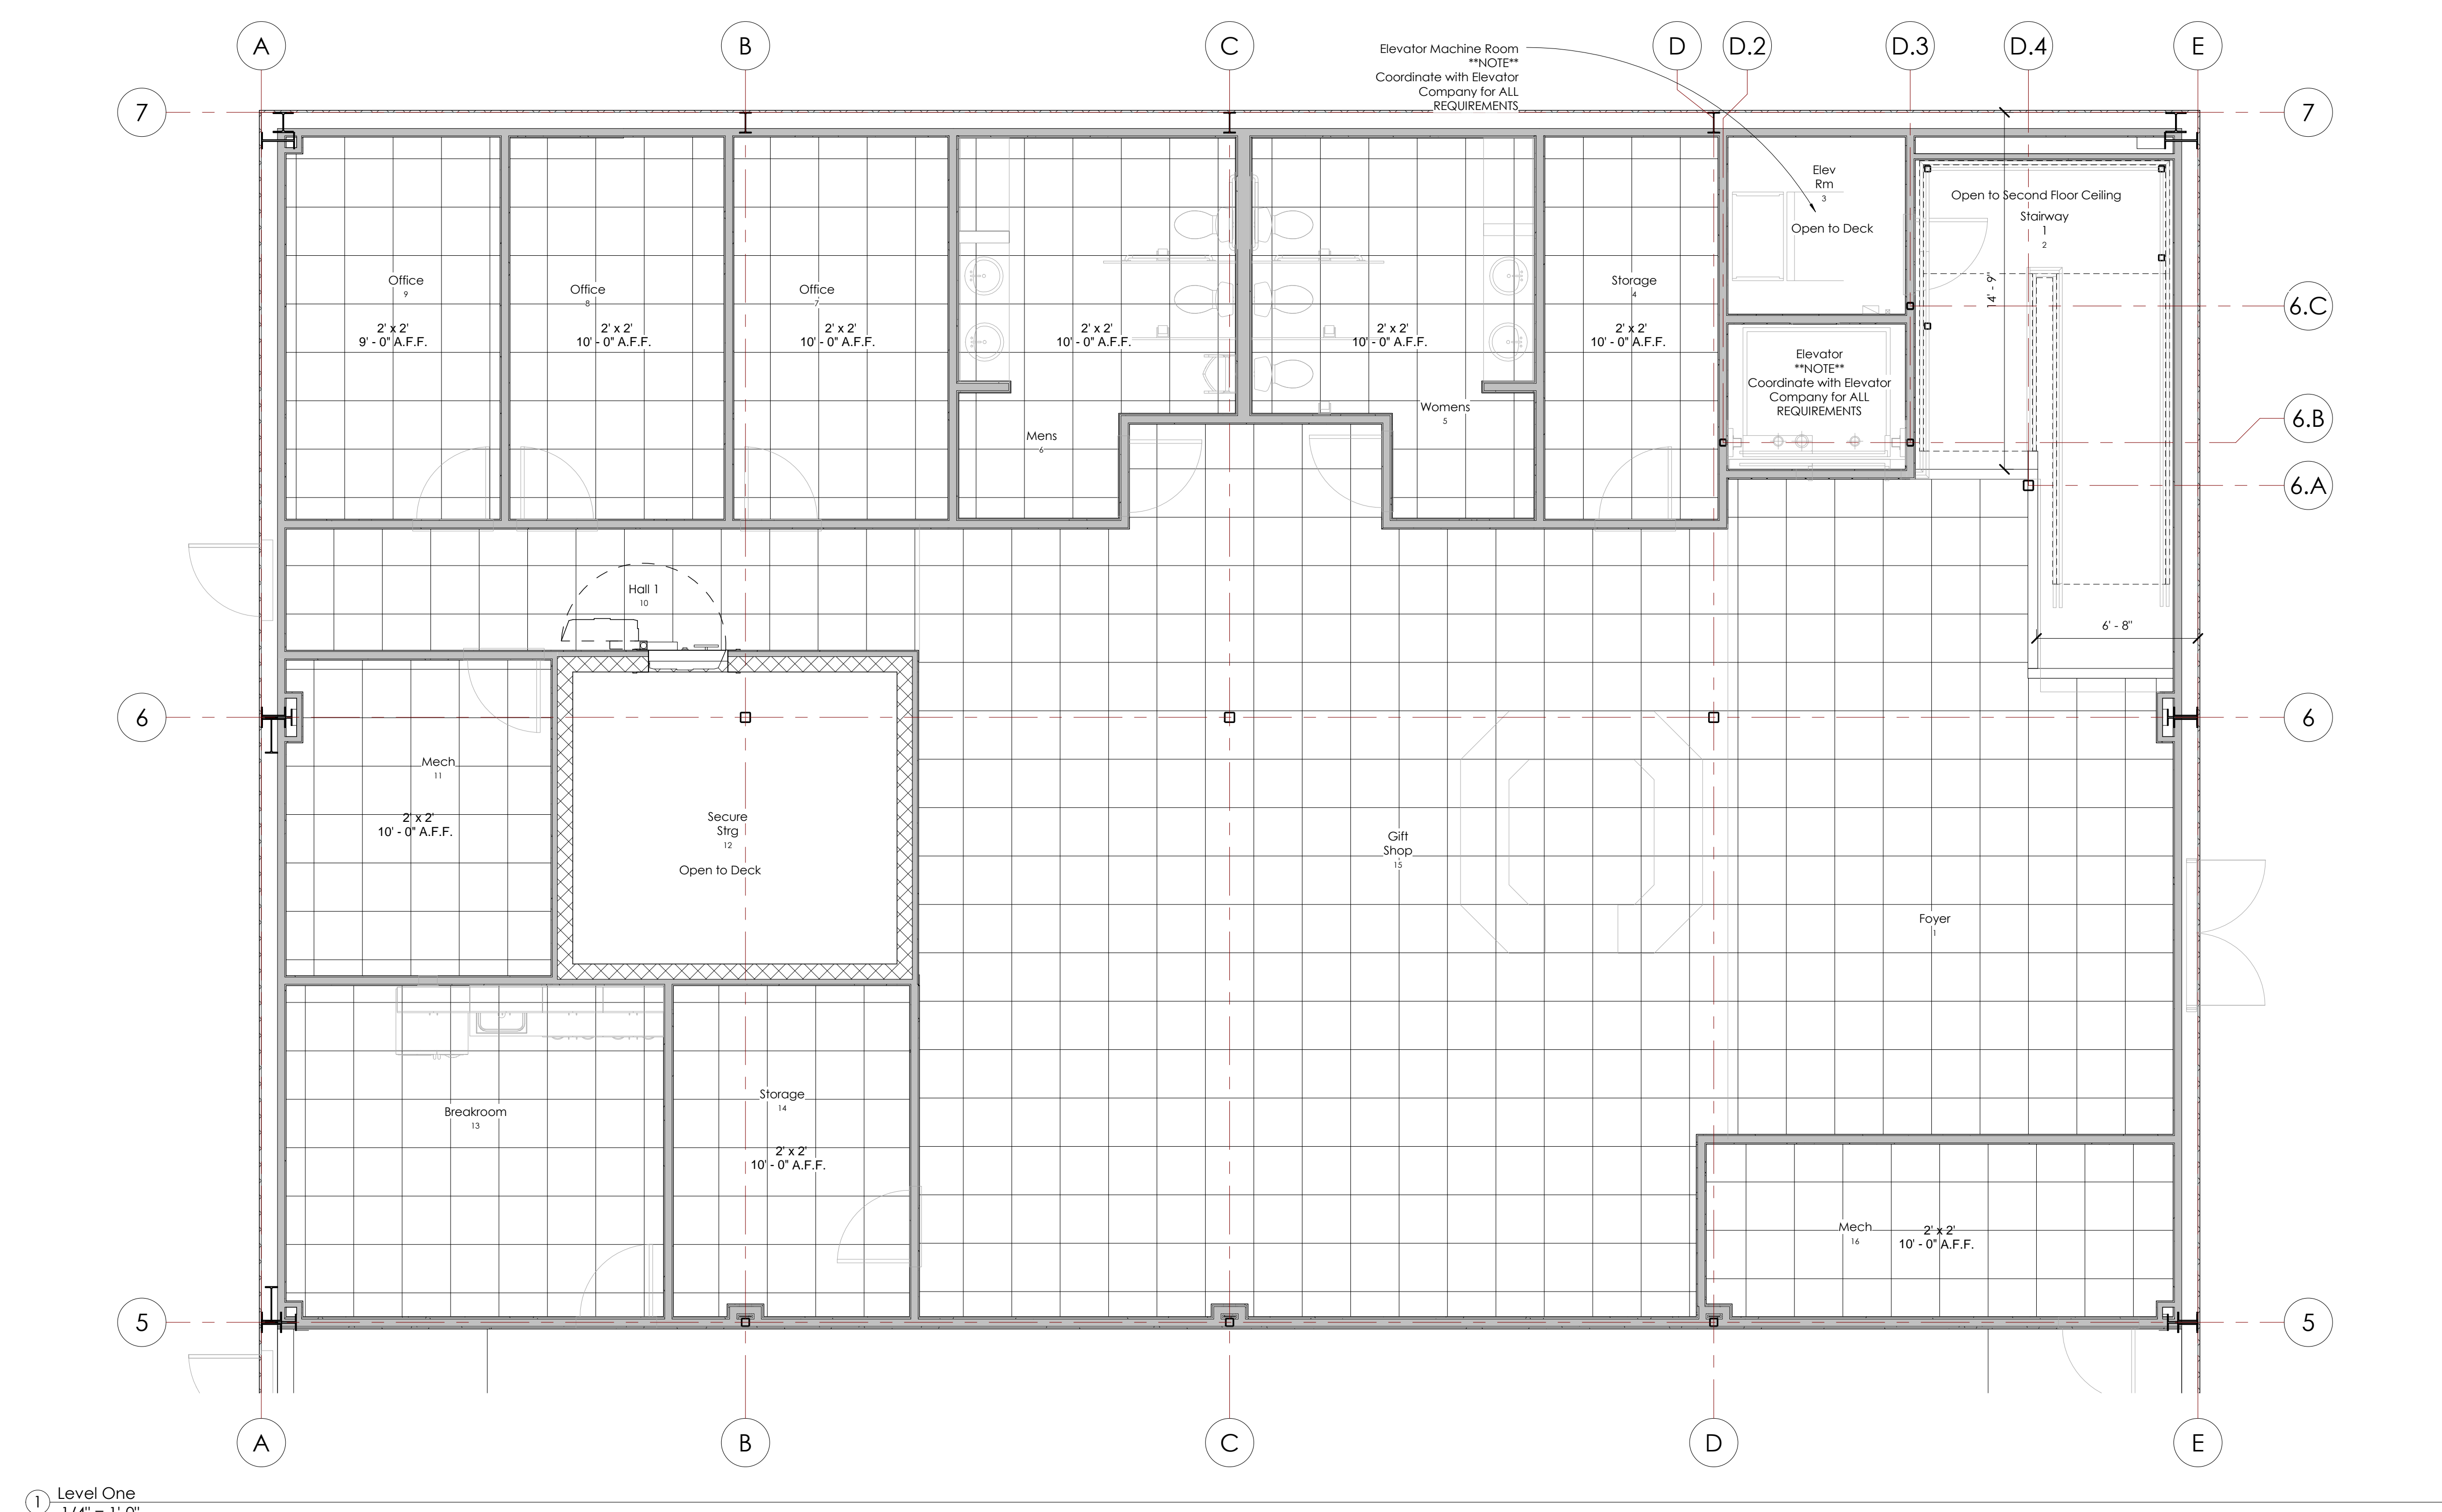 A
B
C
D
D.2
D.3
D.4
E
Elevator Machine Room
**NOTE**
Coordinate with Elevator
Company for ALL
REQUIREMENTS
7
7
Elev
Rm
3
Open to Deck
Open to Second Floor Ceiling
Stairway
1
2
14' - 9"
Office
9
2' x 2'
9' - 0" A.F.F.
Office
8
2' x 2'
10' - 0" A.F.F.
Office
7
2' x 2'
10' - 0" A.F.F.
2' x 2'
10' - 0" A.F.F.
Mens
6
2' x 2'
10' - 0" A.F.F.
Womens
5
Storage
4
2' x 2'
10' - 0" A.F.F.
Elevator
**NOTE**
Coordinate with Elevator
Company for ALL
REQUIREMENTS
6.C
6.B
6.A
Hall 1
10
6' - 8"
6
6
Mech
11
2' x 2'
10' - 0" A.F.F.
Secure
Strg
12
Open to Deck
Gift
Shop
15
Foyer
1
Breakroom
13
Storage
14
2' x 2'
10' - 0" A.F.F.
Mech
16
2' x 2'
10' - 0" A.F.F.
5
5
A
B
C
D
E
1
Level One
1/4" = 1'-0"